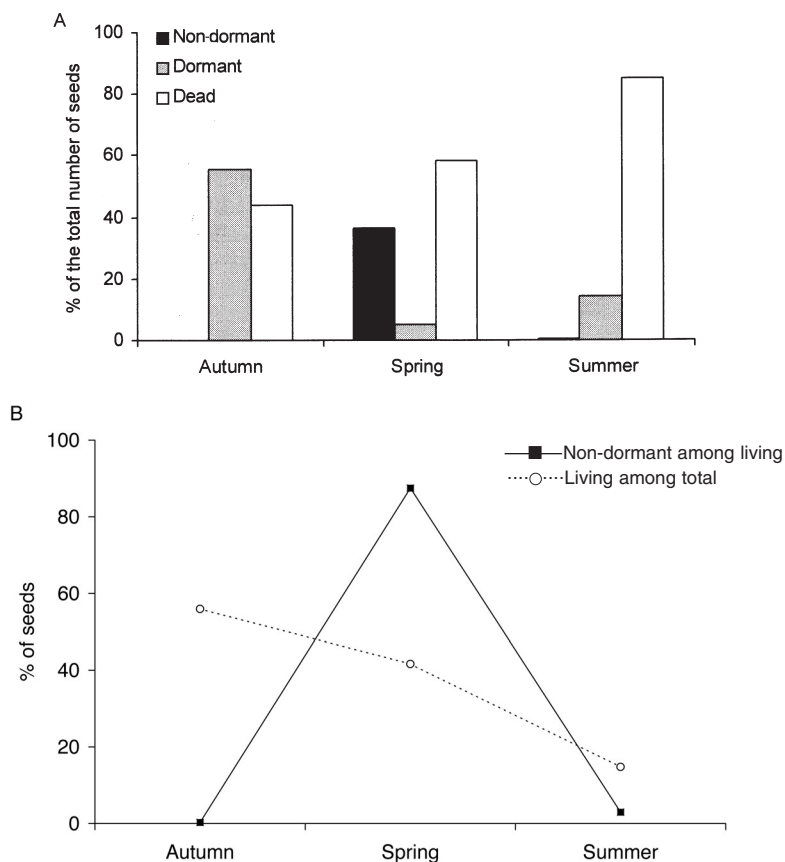 A
100
Non-dormant
Dormant
80
Dead
60
40
20
0
% of the total number of seeds
Autumn Spring Summer
B
100
Non-dormant among living
Living among total
80
60
40
20
0
% of seeds
Autumn Spring Summer